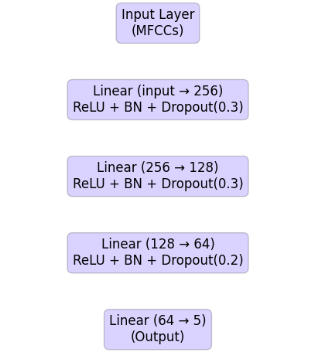 Input Layer
(MFCCs)
Linear (input → 256)
ReLU + BN + Dropout(0.3)
Linear (256 → 128)
ReLU + BN + Dropout(0.3)
Linear (128 → 64)
ReLU + BN + Dropout(0.2)
Linear (64 → 5)
(Output)